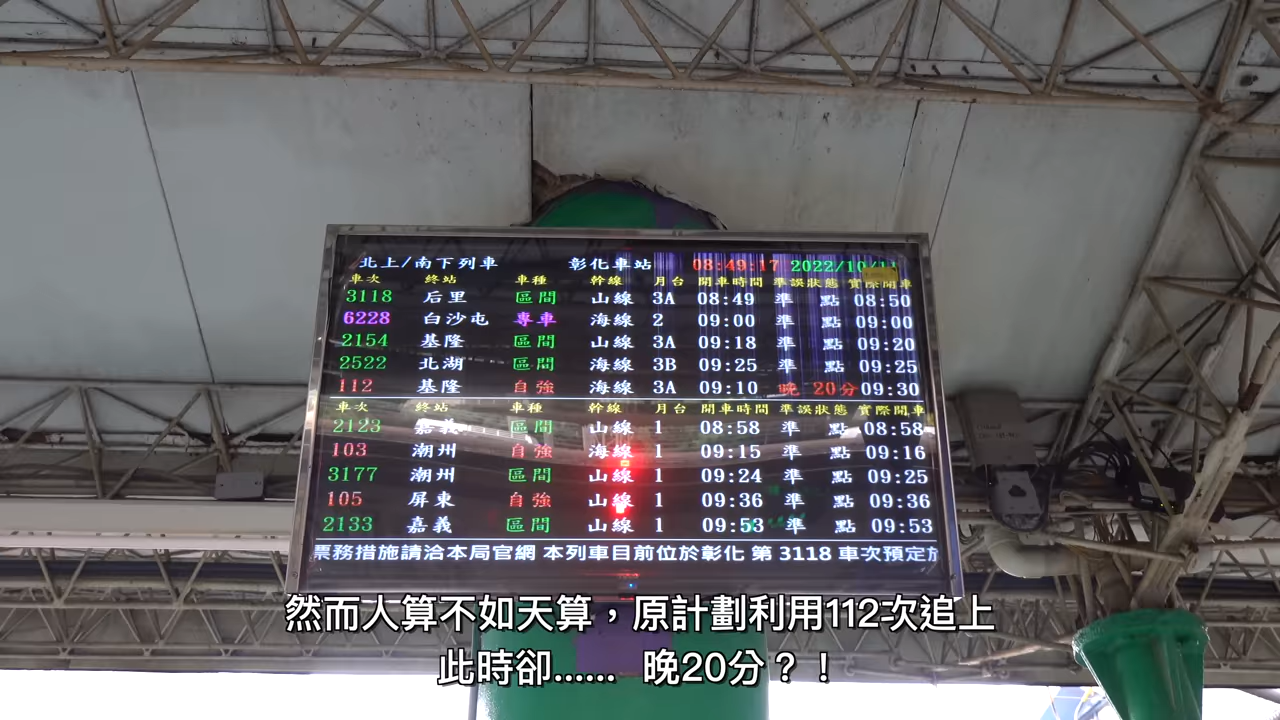 北上/南下列車 彰化車站 08:49:17 2022/10/11
車次 終站 車種 幹線 月台 開車時間 準誤狀態 實際開車
3118 后里 區間 山線 3A 08:49 準 點 08:50
6228 白沙屯 專車 海線 2 09:00 準 點 09:00
2154 基隆 區間 山線 3A 09:18 準 點 09:20
2522 北湖 區間 海線 3B 09:25 準 點 09:25
112 基隆 自強 海線 3A 09:10 晚 20分 09:30
車次 終站 車種 幹線 月台 開車時間 準誤狀態 實際開車
2123 嘉義 區間 山線 1 08:58 準 點 08:58
103 潮州 自強 海線 1 09:15 準 點 09:16
3177 潮州 區間 山線 1 09:24 準 點 09:25
105 屏東 自強 山線 1 09:36 準 點 09:36
2133 嘉義 區間 山線 1 09:53 準 點 09:53
票務措施請洽本局官網 本列車目前位於彰化 第 3118 車次預定於
然而人算不如天算，原計劃利用112次追上
此時卻...... 晚20分？！